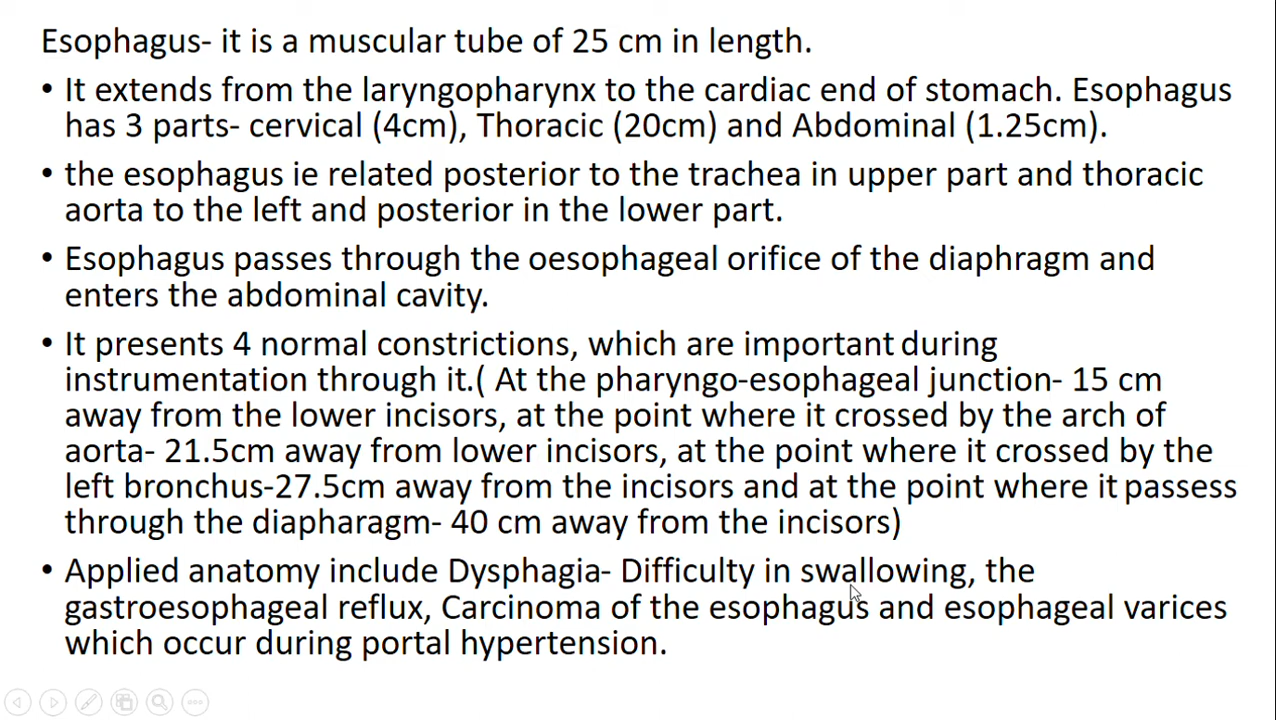 Esophagus- it is a muscular tube of 25 cm in length.
• It extends from the laryngopharynx to the cardiac end of stomach. Esophagus
has 3 parts- cervical (4cm), Thoracic (20cm) and Abdominal (1.25cm).
• the esophagus ie related posterior to the trachea in upper part and thoracic
aorta to the left and posterior in the lower part.
• Esophagus passes through the oesophageal orifice of the diaphragm and
enters the abdominal cavity.
• It presents 4 normal constrictions, which are important during
instrumentation through it.( At the pharyngo-esophageal junction- 15 cm
away from the lower incisors, at the point where it crossed by the arch of
aorta- 21.5cm away from lower incisors, at the point where it crossed by the
left bronchus-27.5cm away from the incisors and at the point where it passess
through the diapharagm- 40 cm away from the incisors)
• Applied anatomy include Dysphagia- Difficulty in swallowing, the
gastroesophageal reflux, Carcinoma of the esophagus and esophageal varices
which occur during portal hypertension.